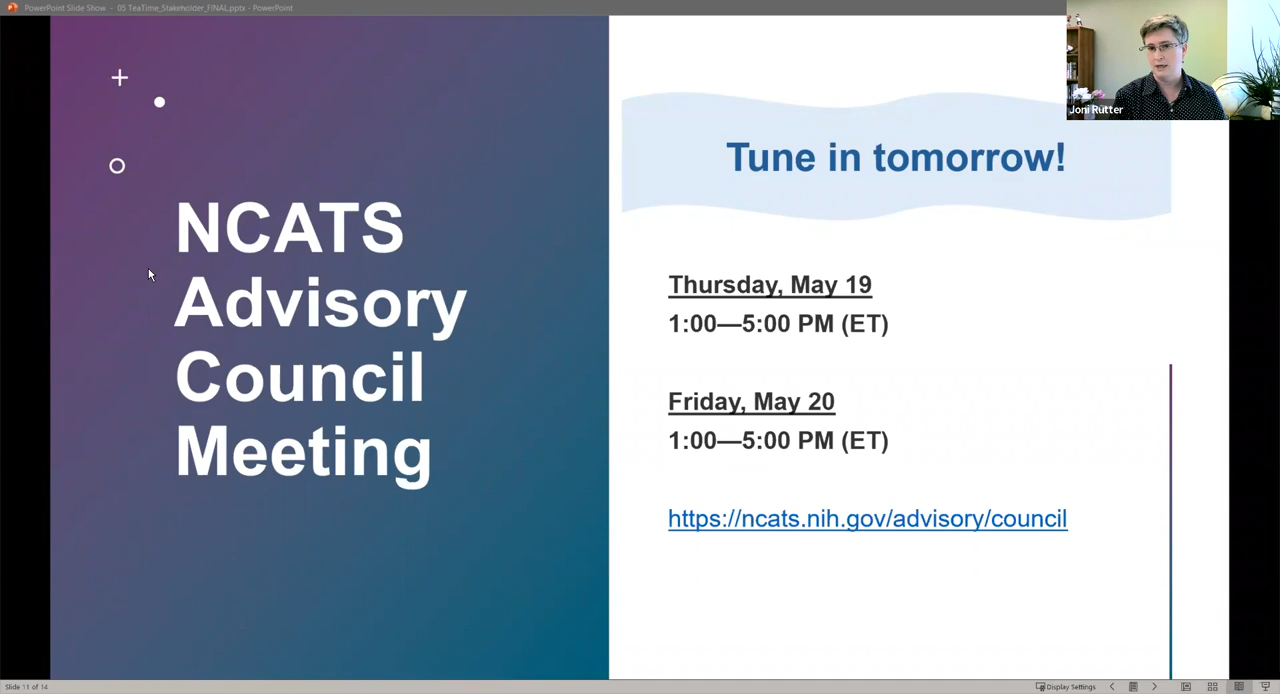 PowerPoint Slide Show - 05 TeaTime_Stakeholder_FINAL.pptx - PowerPoint
Joni Rutter
NCATS
Advisory
Council
Meeting
Tune in tomorrow!
Thursday, May 19
1:00—5:00 PM (ET)
Friday, May 20
1:00—5:00 PM (ET)
https://ncats.nih.gov/advisory/council
Slide 11 of 14
Display Settings